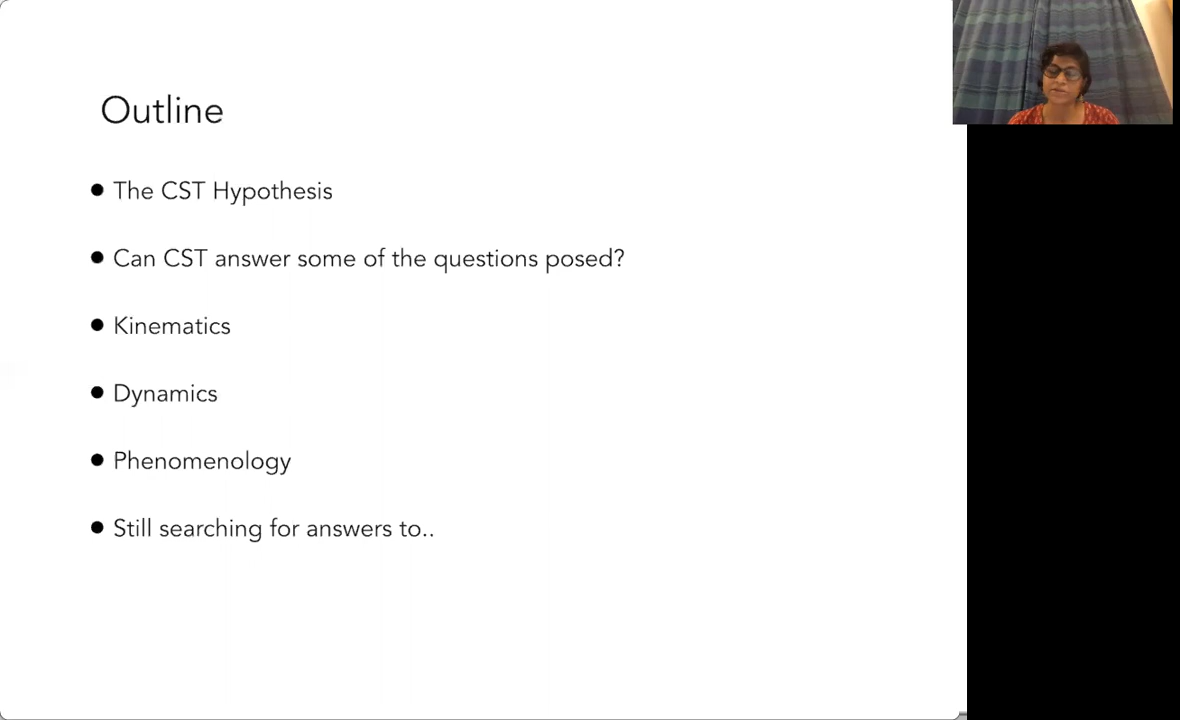 Outline
● The CST Hypothesis
● Can CST answer some of the questions posed?
● Kinematics
● Dynamics
● Phenomenology
● Still searching for answers to..